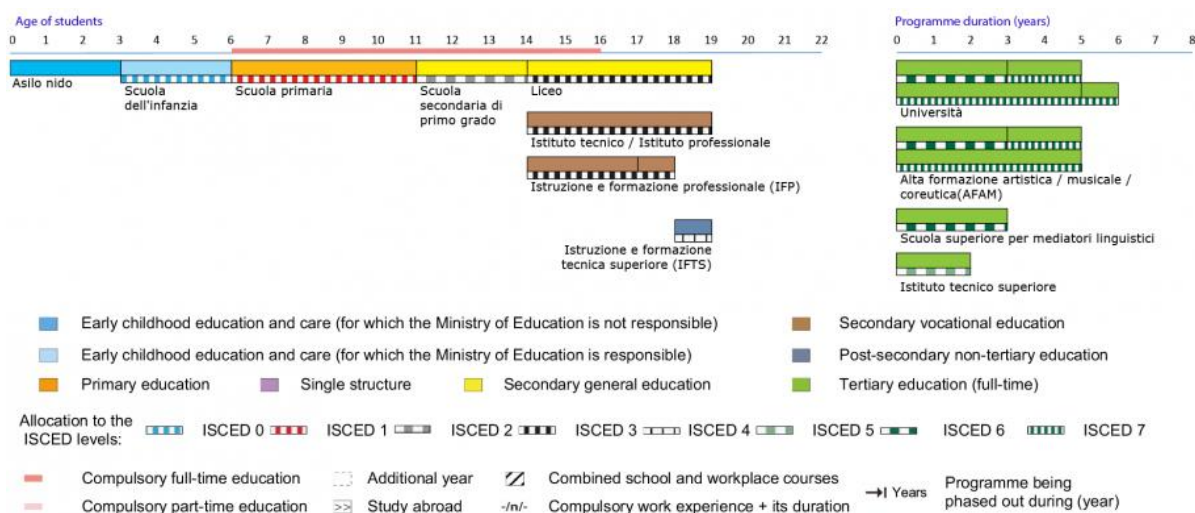 Age of students
Programme duration (years)
0 1 2 3 4 5 6 7 8 9 10 11 12 13 14 15 16 17 18 19 20 21 22
0 1 2 3 4 5 6 7 8
Asilo nido
Scuola
dell'infanzia
Scuola primaria
Scuola
secondaria di
primo grado
Liceo
Istituto tecnico / Istituto professionale
Istruzione e formazione professionale (IFP)
Istruzione e formazione
tecnica superiore (IFTS)
Università
Alta formazione artistica / musicale /
coreutica(AFAM)
Scuola superiore per mediatori linguistici
Istituto tecnico superiore
Early childhood education and care (for which the Ministry of Education is not responsible)
Secondary vocational education
Early childhood education and care (for which the Ministry of Education is responsible)
Post-secondary non-tertiary education
Primary education
Single structure
Secondary general education
Tertiary education (full-time)
Allocation to the
ISCED levels:
ISCED 0
ISCED 1
ISCED 2
ISCED 3
ISCED 4
ISCED 5
ISCED 6
ISCED 7
Compulsory full-time education
Additional year
Combined school and workplace courses
Years
Programme being
phased out during (year)
Compulsory part-time education
>> Study abroad
-/n/- Compulsory work experience + its duration